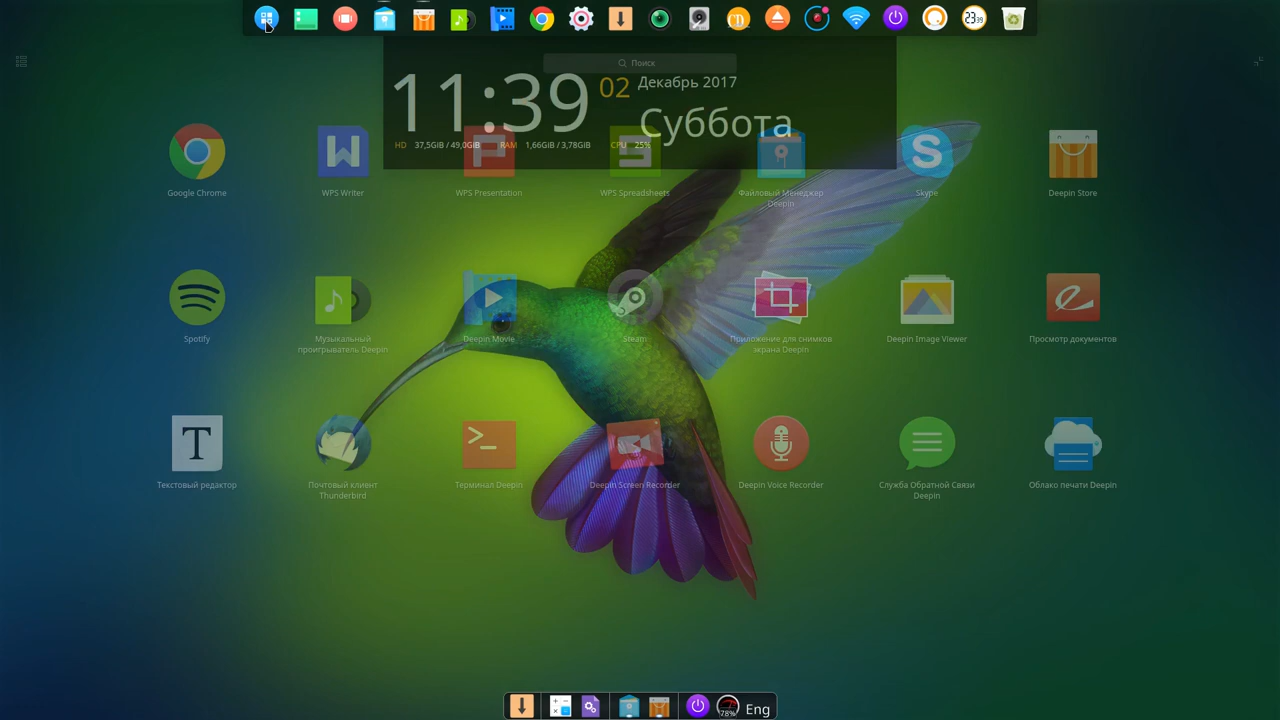 23 39
Поиск
11:39
02 Декабрь 2017
Суббота
HD 37,5GIB / 49,0GIB RAM 1,66GIB / 3,78GIB CPU 25%
W
P
S
S
Google Chrome
WPS Writer
WPS Presentation
WPS Spreadsheets
Файловый Менеджер
Deepin
Skype
Deepin Store
Spotify
Музыкальный
проигрыватель Deepin
Deepin Movie
Steam
Приложение для снимков
экрана Deepin
Deepin Image Viewer
Просмотр документов
T
>_
Текстовый редактор
Почтовый клиент
Thunderbird
Терминал Deepin
Deepin Screen Recorder
Deepin Voice Recorder
Служба Обратной Связи
Deepin
Облако печати Deepin
78%
Eng